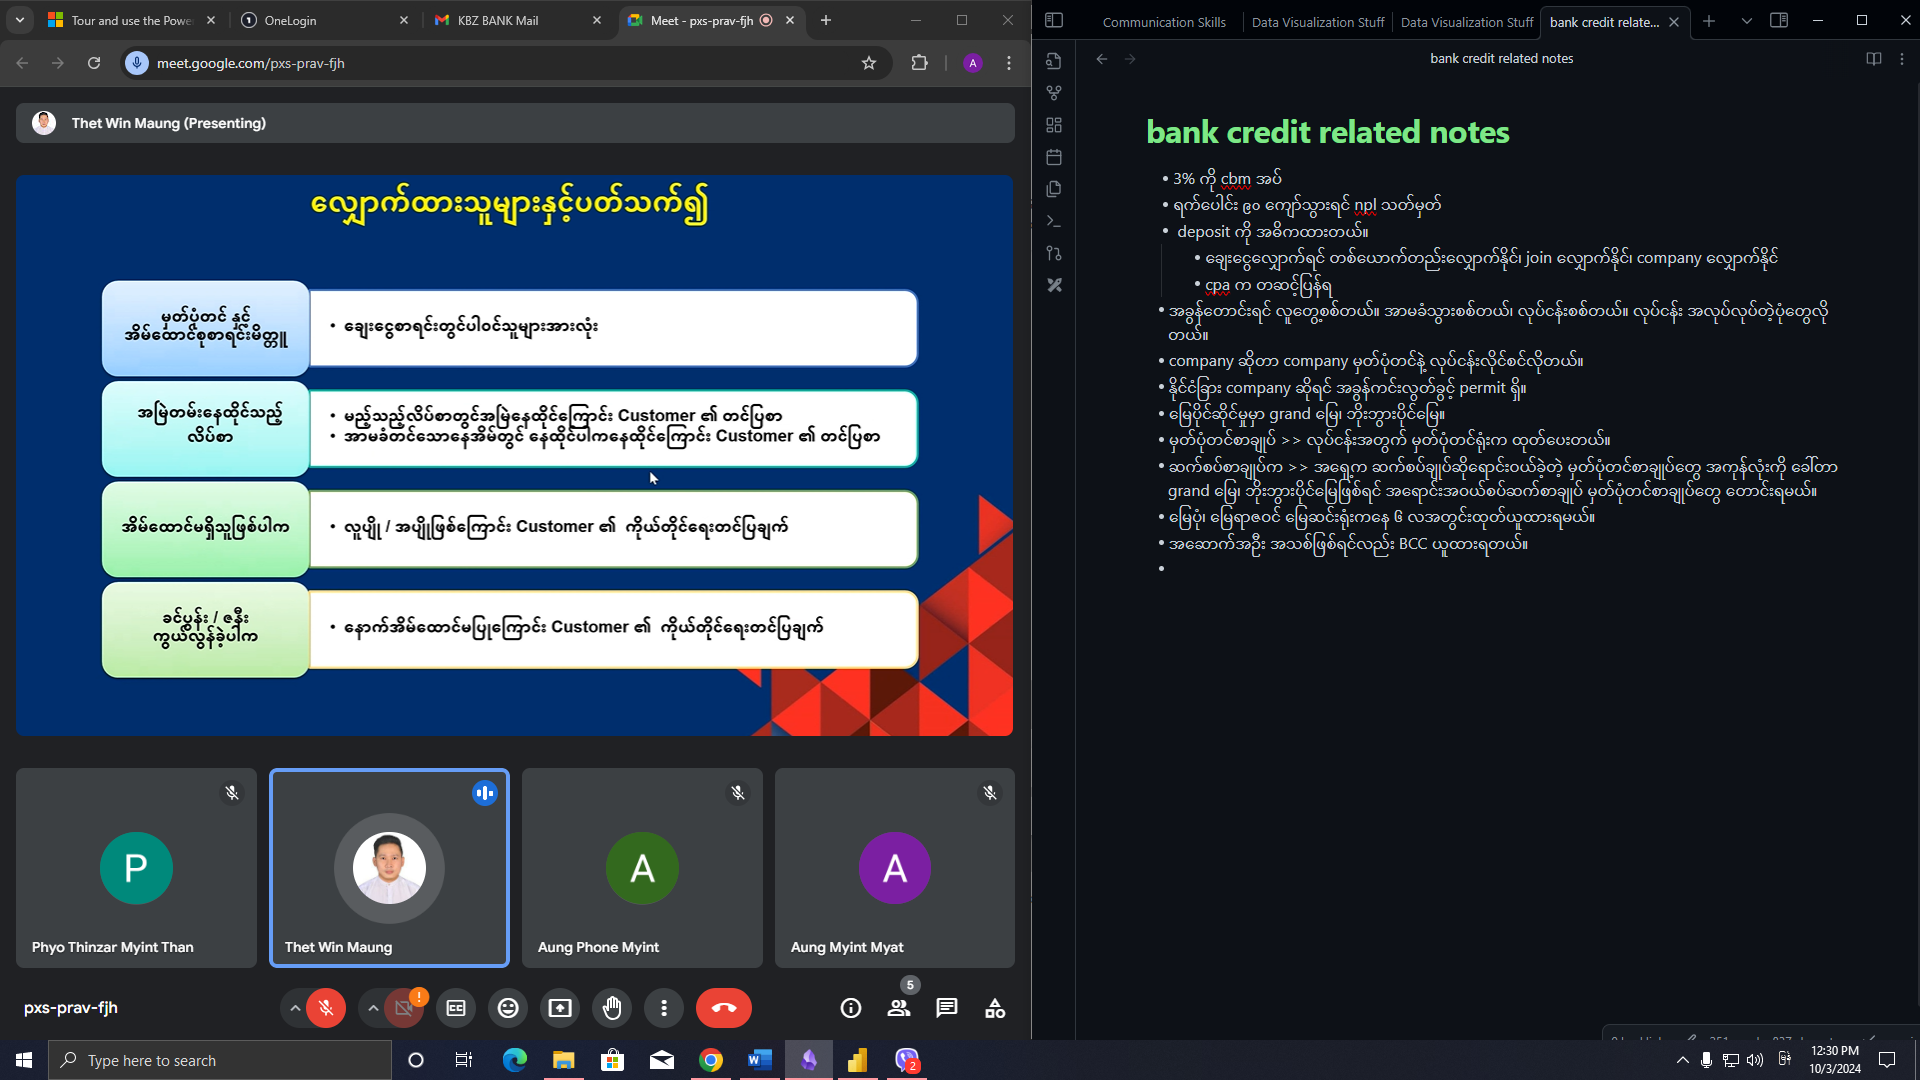 Tour and use the Powe
OneLogin
KBZ BANK Mail
Meet - pxs-prav-fjh
meet.google.com/pxs-prav-fjh
A
Thet Win Maung (Presenting)
လျှောက်ထားသူများနှင့်ပတ်သက်၍
မှတ်ပုံတင် နှင့်
အိမ်ထောင်စုစာရင်းမိတ္တူ
• ချေးငွေစာရင်းတွင်ပါဝင်သူများအားလုံး
အမြဲတမ်းနေထိုင်သည့်
လိပ်စာ
• မည့်သည့်လိပ်စာတွင်အမြဲနေထိုင်ကြောင်း Customer ၏ တင်ပြစာ
• အာမခံတင်သောနေအိမ်တွင် နေထိုင်ပါကနေထိုင်ကြောင်း Customer ၏ တင်ပြစာ
အိမ်ထောင်မရှိသူဖြစ်ပါက
• လူပျို / အပျိုဖြစ်ကြောင်း Customer ၏ ကိုယ်တိုင်ရေးတင်ပြချက်
ခင်ပွန်း / ဇနီး
ကွယ်လွန်ခဲ့ပါက
• နောက်အိမ်ထောင်မပြုကြောင်း Customer ၏ ကိုယ်တိုင်ရေးတင်ပြချက်
P
Phyo Thinzar Myint Than
Thet Win Maung
A
Aung Phone Myint
A
Aung Myint Myat
pxs-prav-fjh
5
Communication Skills
Data Visualization Stuff
Data Visualization Stuff
bank credit relate...
bank credit related notes
bank credit related notes
• 3% ကို cbm အပ်
• ရက်ပေါင်း ၉၀ ကျော်သွားရင် npl သတ်မှတ်
• deposit ကို အဓိကထားတယ်။
• ချေးငွေလျှောက်ရင် တစ်ယောက်တည်းလျှောက်နိုင်၊ join လျှောက်နိုင်၊ company လျှောက်နိုင်
• cpa က တဆင့်ပြန်ရ
• အခွန်တောင်းရင် လူတွေ့စစ်တယ်။ အာမခံသွားစစ်တယ်၊ လုပ်ငန်းစစ်တယ်။ လုပ်ငန်း အလုပ်လုပ်တဲ့ပုံတွေလို
တယ်။
• company ဆိုတာ company မှတ်ပုံတင်နဲ့ လုပ်ငန်းလိုင်စင်လိုတယ်။
• နိုင်ငံခြား company ဆိုရင် အခွန်ကင်းလွတ်ခွင့် permit ရှိ။
• မြေပိုင်ဆိုင်မှုမှာ grand မြေ၊ ဘိုးဘွားပိုင်မြေ။
• မှတ်ပုံတင်စာချုပ် >> လုပ်ငန်းအတွက် မှတ်ပုံတင်ရုံးက ထုတ်ပေးတယ်။
• ဆက်စပ်စာချုပ်က >> အရှေ့က ဆက်စပ်ချုပ်ဆိုရောင်းဝယ်ခဲ့တဲ့ မှတ်ပုံတင်စာချုပ်တွေ အကုန်လုံးကို ခေါ်တာ
grand မြေ၊ ဘိုးဘွားပိုင်မြေဖြစ်ရင် အရောင်းအဝယ်စပ်ဆက်စာချုပ် မှတ်ပုံတင်စာချုပ်တွေ တောင်းရမယ်။
• မြေပုံ၊ မြေရာဇဝင် မြေဆင်းရုံးကနေ ၆ လအတွင်းထုတ်ယူထားရမယ်။
• အဆောက်အဦး အသစ်ဖြစ်ရင်လည်း BCC ယူထားရတယ်။
Type here to search
2
12:30 PM
10/3/2024